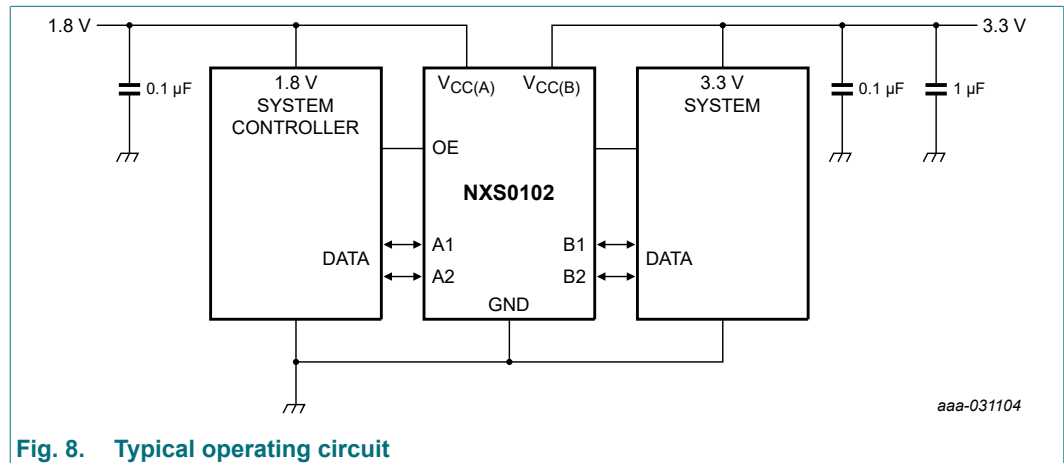 1.8 V
3.3 V
0.1 µF
1.8 V
SYSTEM
CONTROLLER
DATA
VCC(A)
VCC(B)
OE
NXS0102
A1
A2
B1
B2
GND
3.3 V
SYSTEM
DATA
0.1 µF
1 µF
aaa-031104
Fig. 8. Typical operating circuit